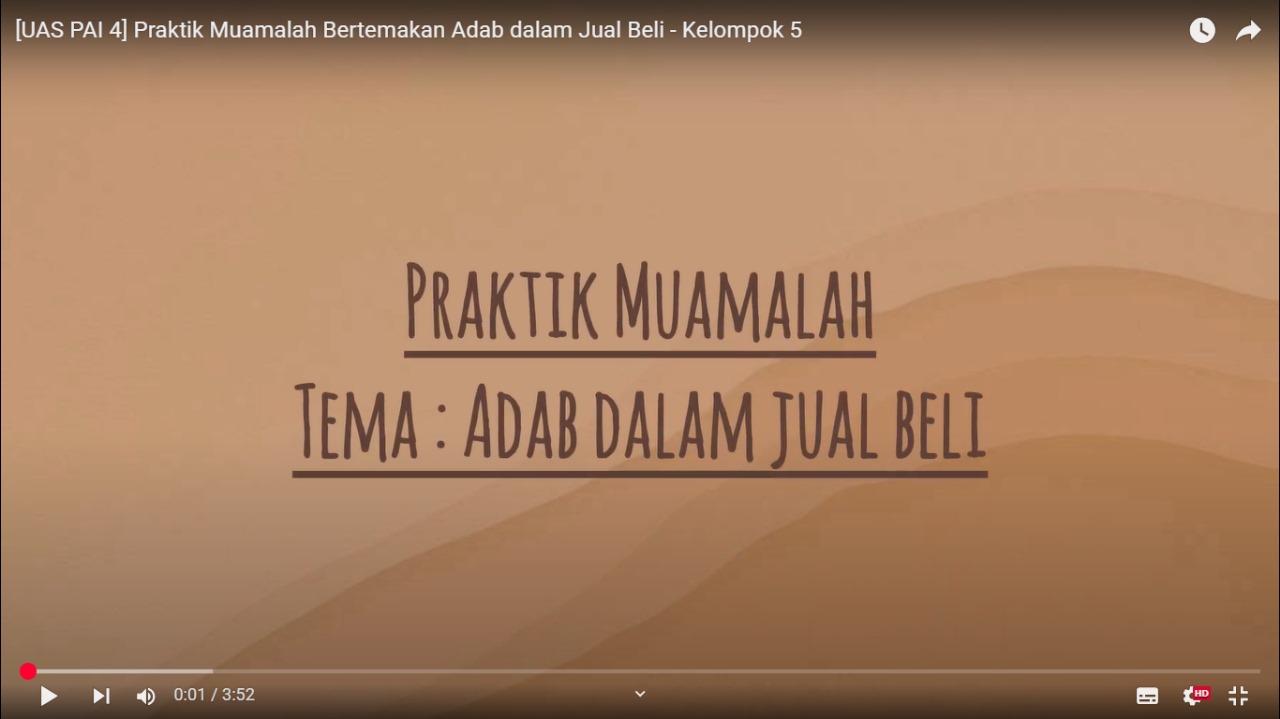 [UAS PAI 4] Praktik Muamalah Bertemakan Adab dalam Jual Beli - Kelompok 5
PRAKTIK MUAMALAH
TEMA : ADAB DALAM JUAL BELI
0:01 / 3:52
HD